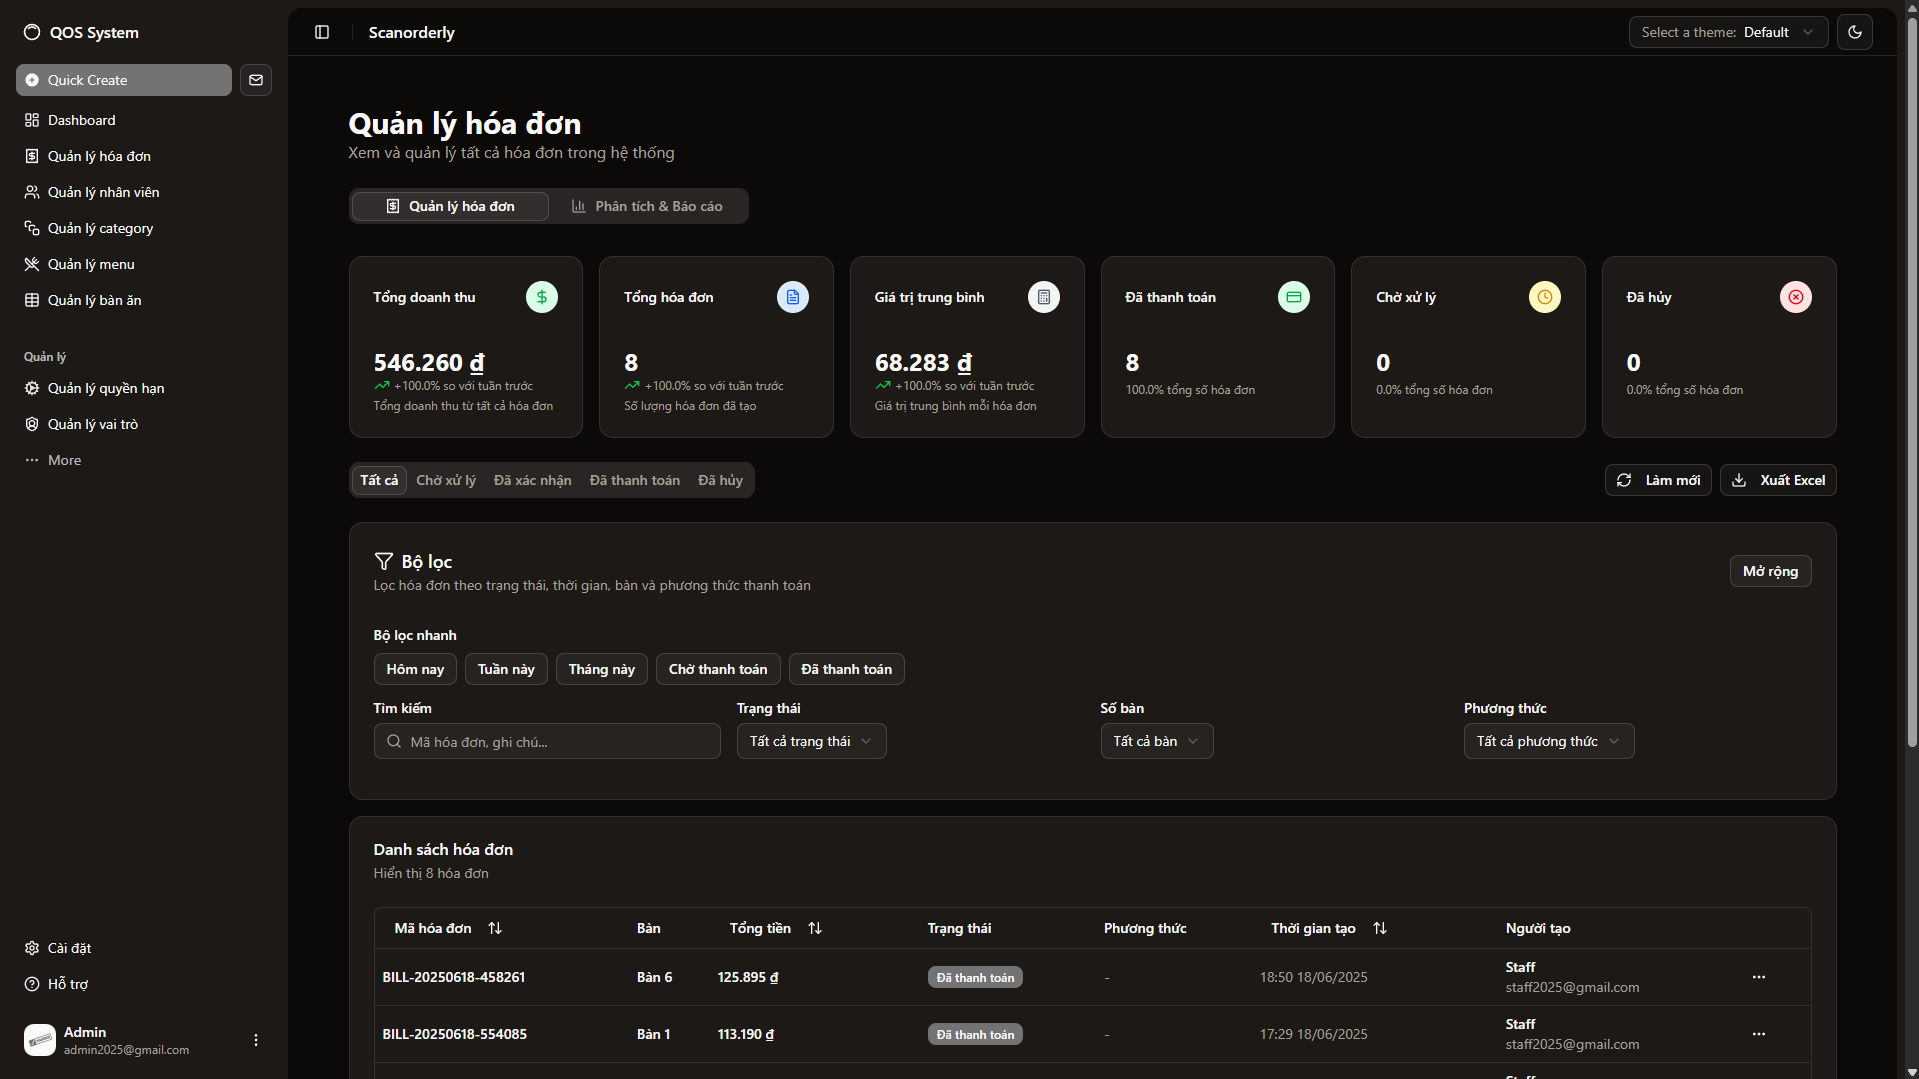 QOS System
Quick Create
Dashboard
Quản lý hóa đơn
Quản lý nhân viên
Quản lý category
Quản lý menu
Quản lý bàn ăn
Quản lý
Quản lý quyền hạn
Quản lý vai trò
More
Cài đặt
Hỗ trợ
Admin
admin2025@gmail.com
Scanorderly
Select a theme: Default
Quản lý hóa đơn
Xem và quản lý tất cả hóa đơn trong hệ thống
Quản lý hóa đơn Phân tích & Báo cáo
Tổng doanh thu
546.260 ₫
+100.0% so với tuần trước
Tổng doanh thu từ tất cả hóa đơn
Tổng hóa đơn
8
+100.0% so với tuần trước
Số lượng hóa đơn đã tạo
Giá trị trung bình
68.283 ₫
+100.0% so với tuần trước
Giá trị trung bình mỗi hóa đơn
Đã thanh toán
8
100.0% tổng số hóa đơn
Chờ xử lý
0
0.0% tổng số hóa đơn
Đã hủy
0
0.0% tổng số hóa đơn
Tất cả Chờ xử lý Đã xác nhận Đã thanh toán Đã hủy
Làm mới Xuất Excel
Bộ lọc
Lọc hóa đơn theo trạng thái, thời gian, bàn và phương thức thanh toán
Mở rộng
Bộ lọc nhanh
Hôm nay Tuần này Tháng này Chờ thanh toán Đã thanh toán
Tìm kiếm Trạng thái Số bàn Phương thức
Mã hóa đơn, ghi chú... Tất cả trạng thái Tất cả bàn Tất cả phương thức
Danh sách hóa đơn
Hiển thị 8 hóa đơn
Mã hóa đơn Bàn Tổng tiền Trạng thái Phương thức Thời gian tạo Người tạo
BILL-20250618-458261 Bàn 6 125.895 ₫ Đã thanh toán - 18:50 18/06/2025 Staff
staff2025@gmail.com
BILL-20250618-554085 Bàn 1 113.190 ₫ Đã thanh toán - 17:29 18/06/2025 Staff
staff2025@gmail.com